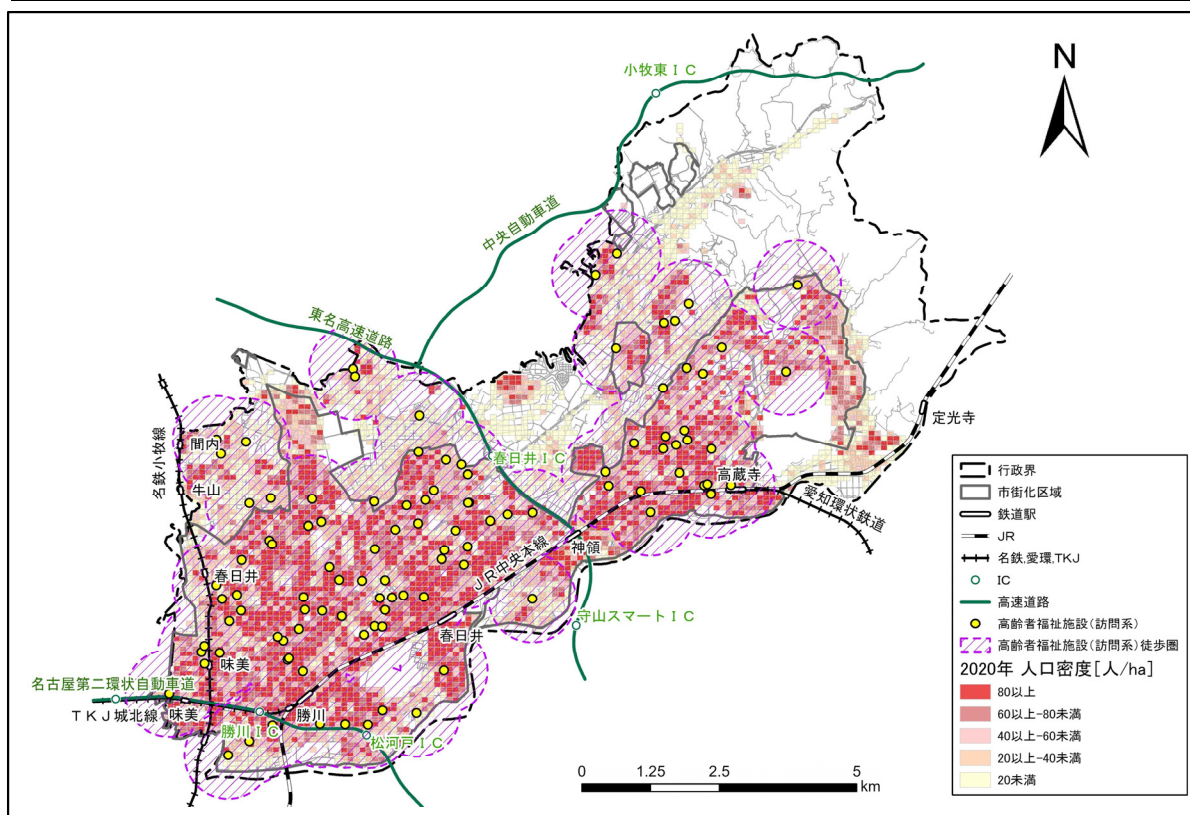 小牧東ＩＣ
N
中央自動車道
東名高速道路
名鉄小牧線
間内
牛山
春日井ＩＣ
定光寺
高蔵寺
愛知環状鉄道
神領
ＪＲ中央本線
春日井
守山スマートＩＣ
春日井
味美
名古屋第二環状自動車道
ＴＫＪ城北線
味美
勝川
勝川ＩＣ
松河戸ＩＣ
0 1.25 2.5 5
km
行政界
市街化区域
鉄道駅
JR
名鉄,愛環,TKJ
IC
高速道路
高齢者福祉施設(訪問系)
高齢者福祉施設(訪問系)徒歩圏
2020年 人口密度[人/ha]
80以上
60以上-80未満
40以上-60未満
20以上-40未満
20未満